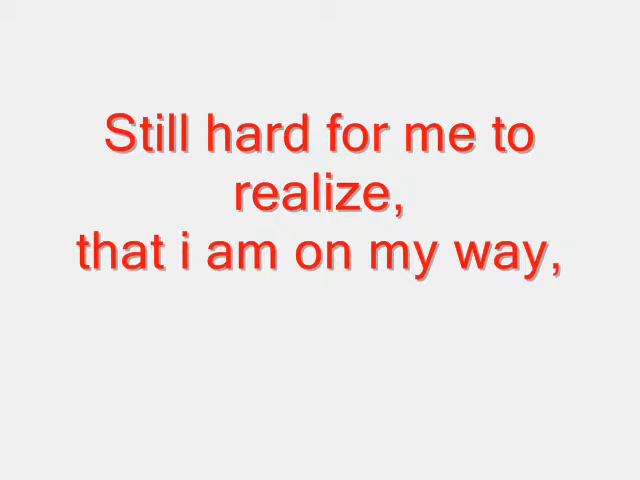 Still hard for me to
realize,
that i am on my way,